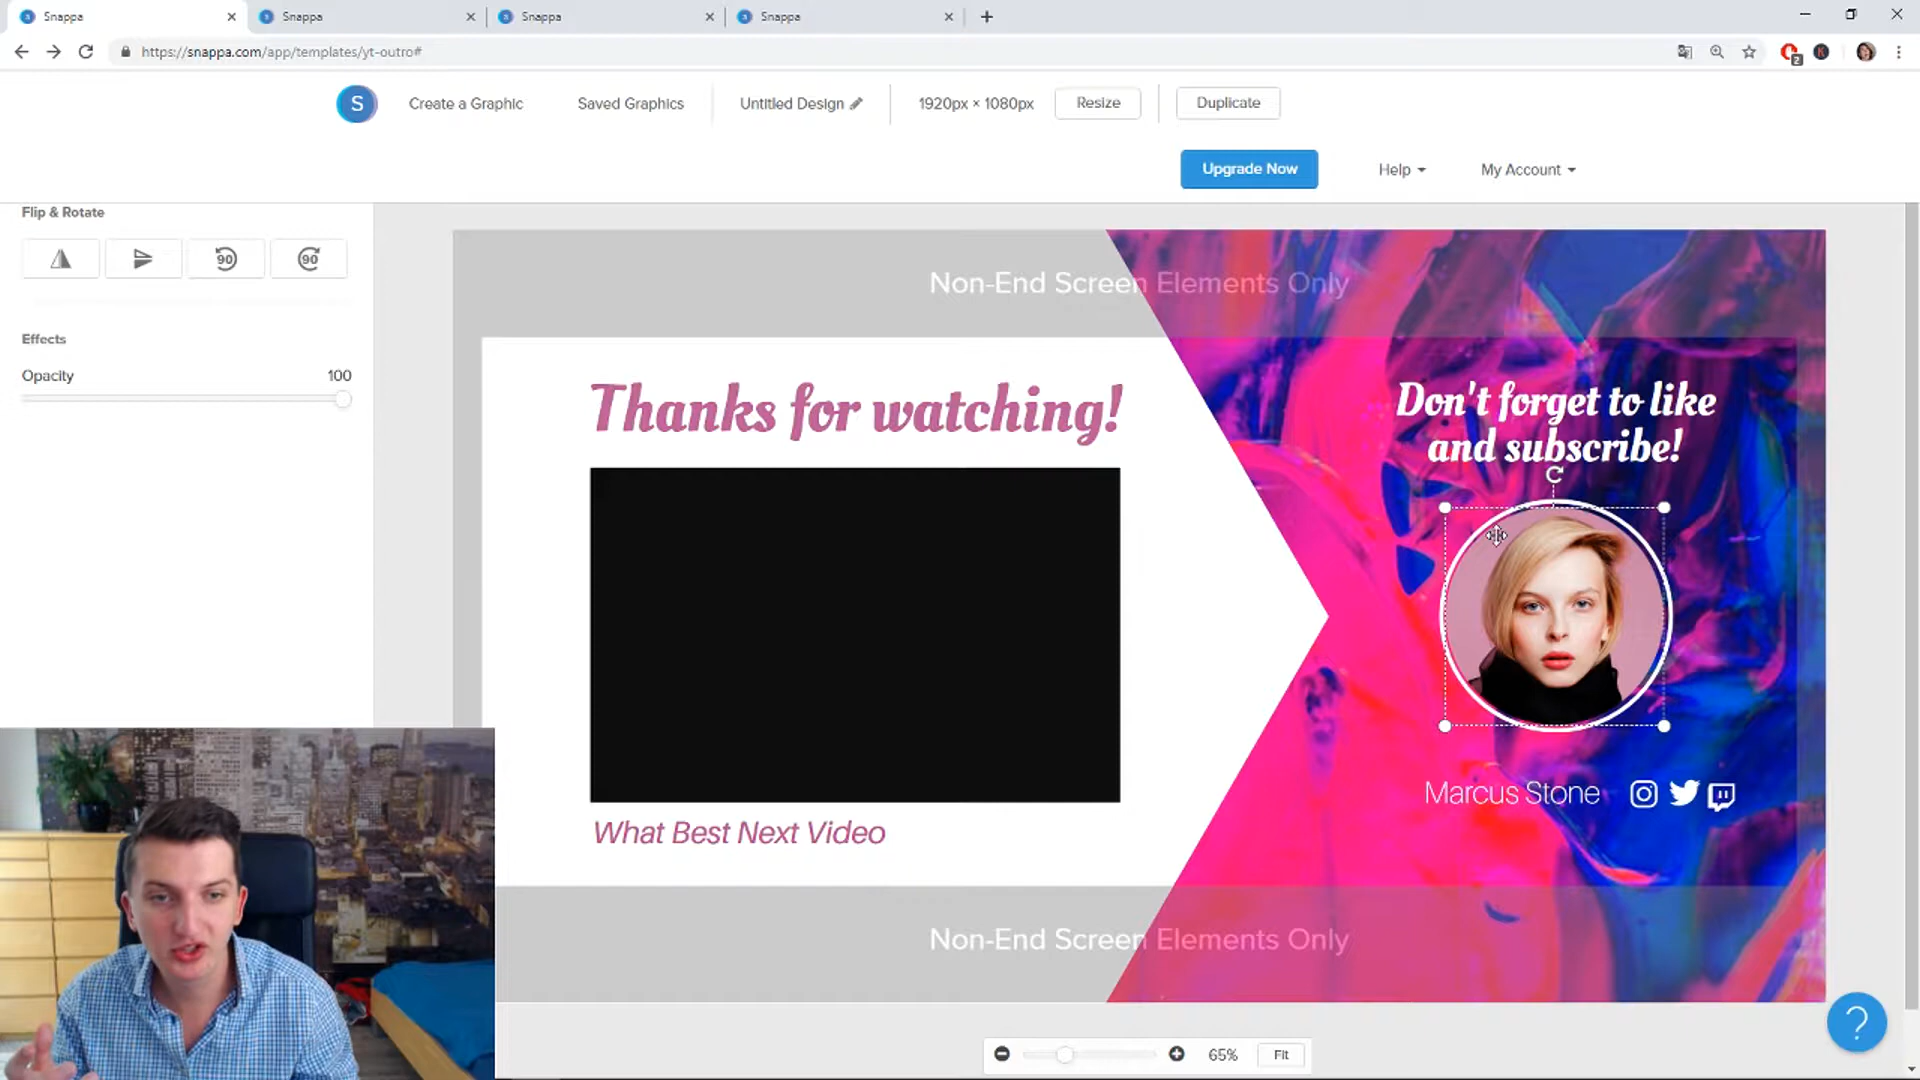 Snappa
Snappa
Snappa
Snappa
https://snappa.com/app/templates/yt-outro#
2
K
S
Create a Graphic
Saved Graphics
Untitled Design
1920px × 1080px
Resize
Duplicate
Upgrade Now
Help
My Account
Flip & Rotate
90
90
Effects
Opacity
100
Non-End Screen Elements Only
Thanks for watching!
Don't forget to like
and subscribe!
Marcus Stone
What Best Next Video
Non-End Screen Elements Only
65%
Fit
?